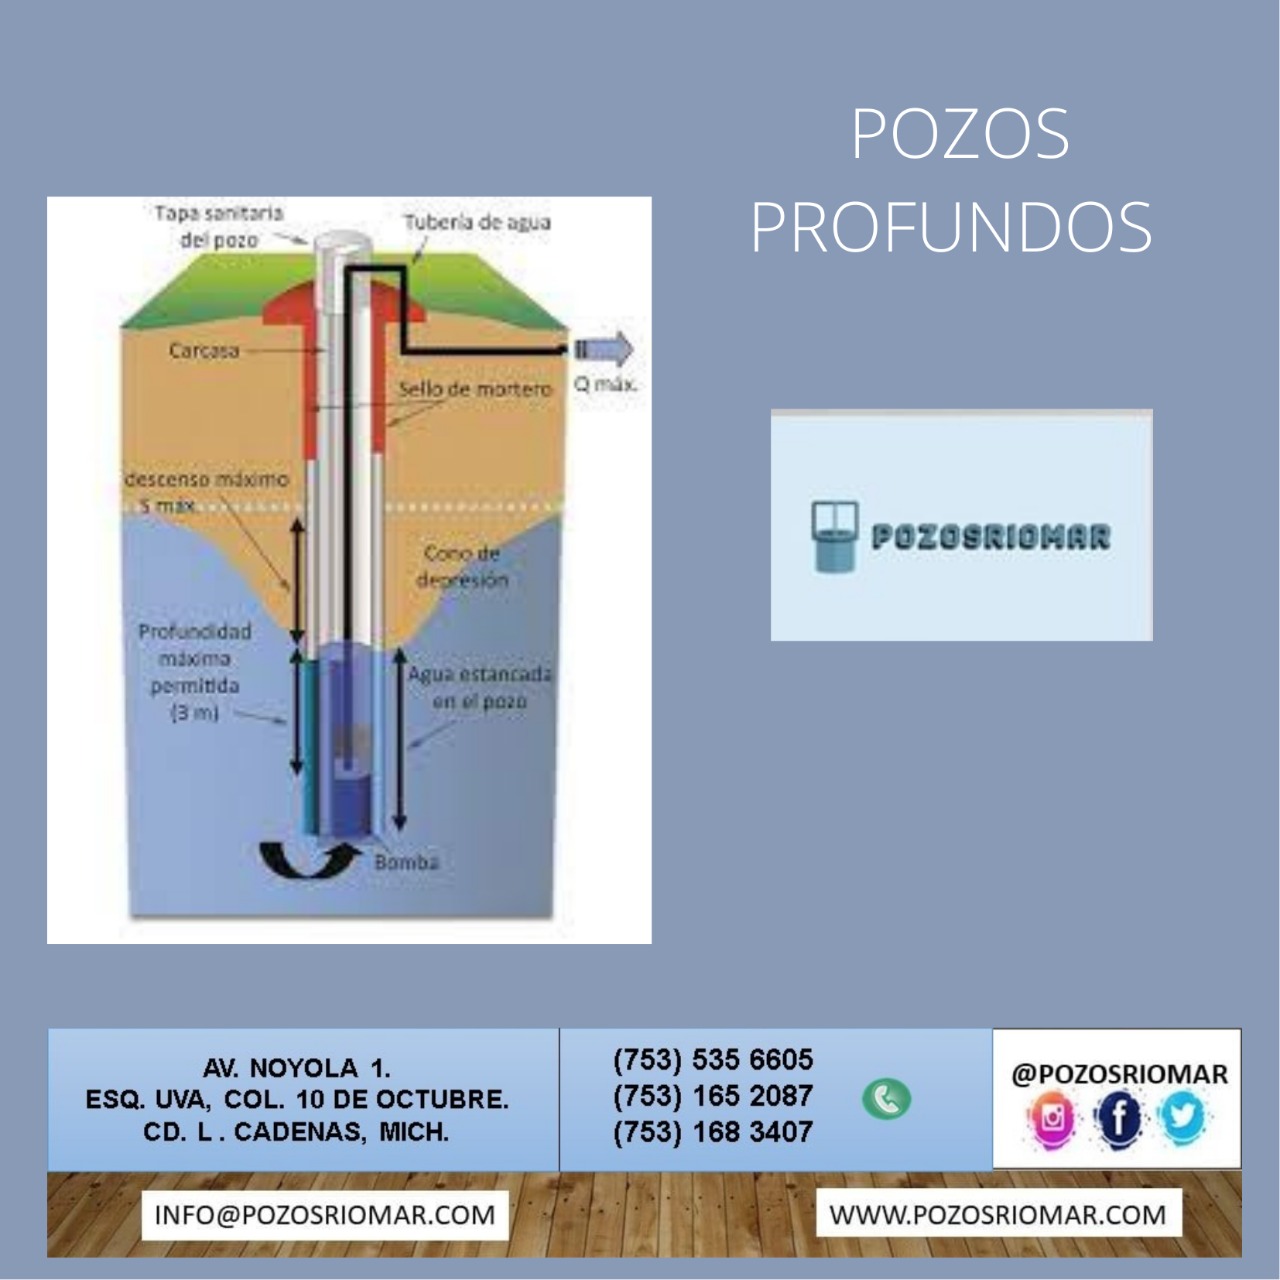 POZOS
PROFUNDOS
Tapa sanitaria
del pozo
Tubería de agua
Carcasa
Q máx.
Sello de mortero
descenso máximo
S máx.
Cono de
depresión
Profundidad
máxima
permitida
(3 m)
Agua estancada
en el pozo
Bomba
POZOSRIOMAR
AV. NOYOLA 1.
ESQ. UVA, COL. 10 DE OCTUBRE.
CD. L . CADENAS, MICH.
(753) 535 6605
(753) 165 2087
(753) 168 3407
@POZOSRIOMAR
INFO@POZOSRIOMAR.COM
WWW.POZOSRIOMAR.COM